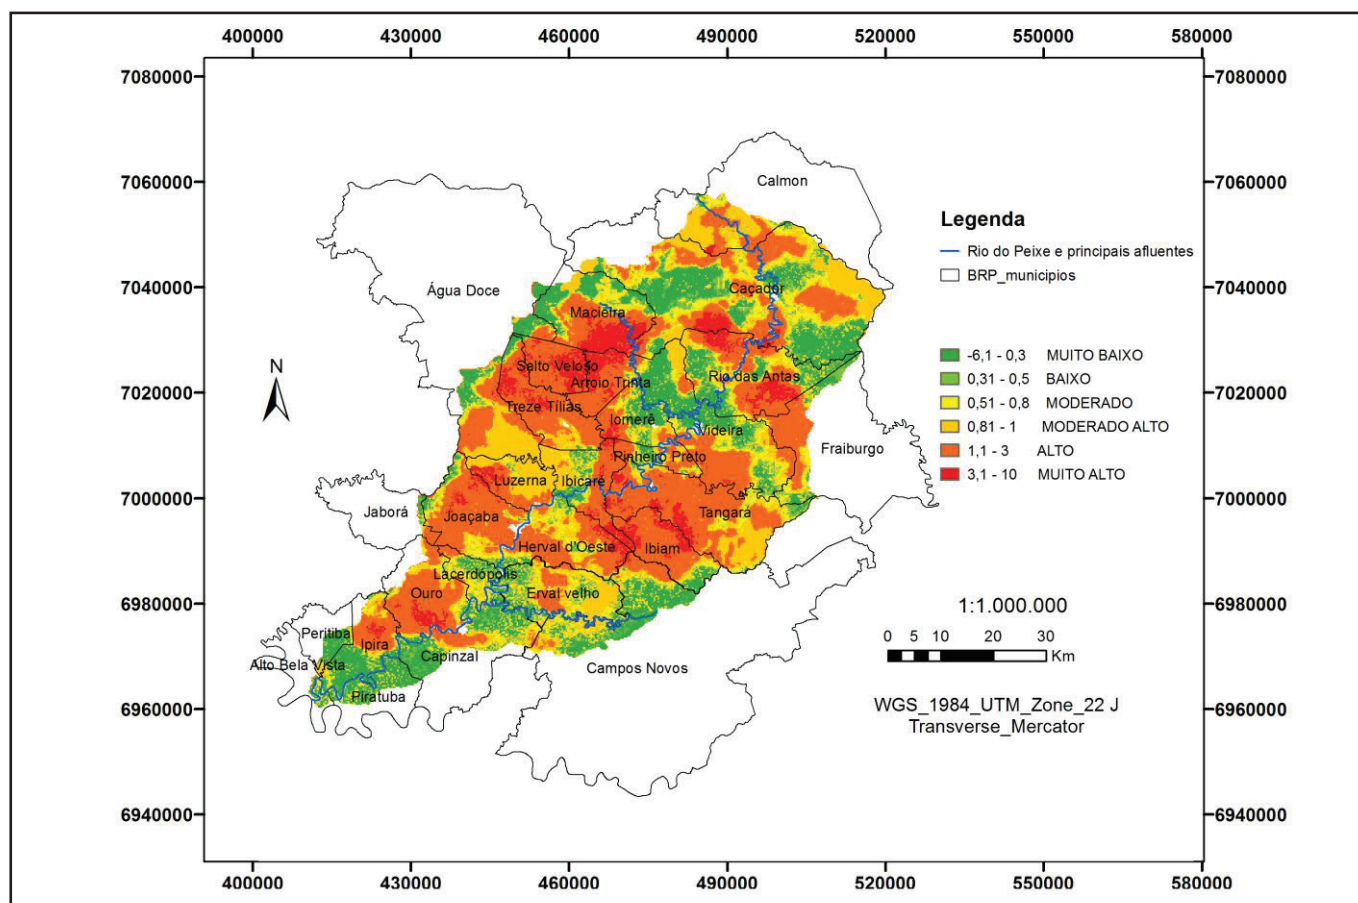 400000 430000 460000 490000 520000 550000 580000
7080000 7080000
7060000 7060000
7040000 7040000
7020000 7020000
7000000 7000000
6980000 6980000
6960000 6960000
6940000 6940000
400000 430000 460000 490000 520000 550000 580000
N
Calmon
Água Doce
Caçador
Macieira
Salto Veloso
Arroio Trinta
Rio das Antas
Treze Tílias
Iomerê
Videira
Fraiburgo
Pinheiro Preto
Luzerna
Ibicaré
Jaborá
Joaçaba
Tangará
Herval d'Oeste
Ibiam
Lacerdópolis
Ouro
Erval velho
Peritiba
Ipira
Alto Bela Vista
Capinzal
Campos Novos
Piratuba
Legenda
Rio do Peixe e principais afluentes
BRP_municipios
-6,1 - 0,3 MUITO BAIXO
0,31 - 0,5 BAIXO
0,51 - 0,8 MODERADO
0,81 - 1 MODERADO ALTO
1,1 - 3 ALTO
3,1 - 10 MUITO ALTO
1:1.000.000
0 5 10 20 30
Km
WGS_1984_UTM_Zone_22 J
Transverse_Mercator